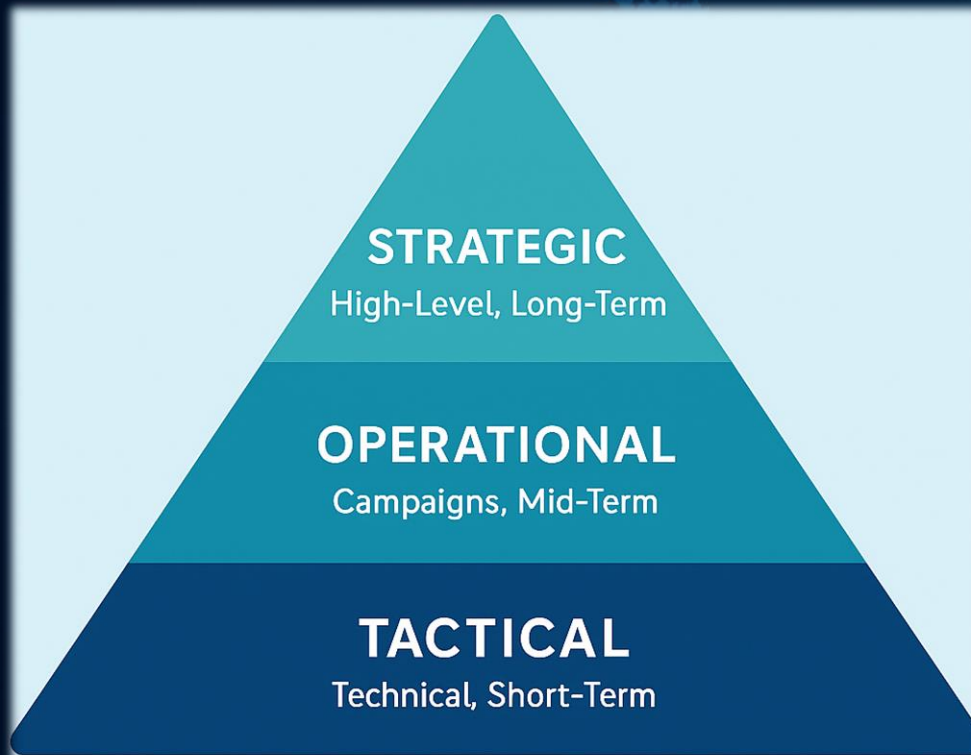 STRATEGIC
High-Level, Long-Term
OPERATIONAL
Campaigns, Mid-Term
TACTICAL
Technical, Short-Term